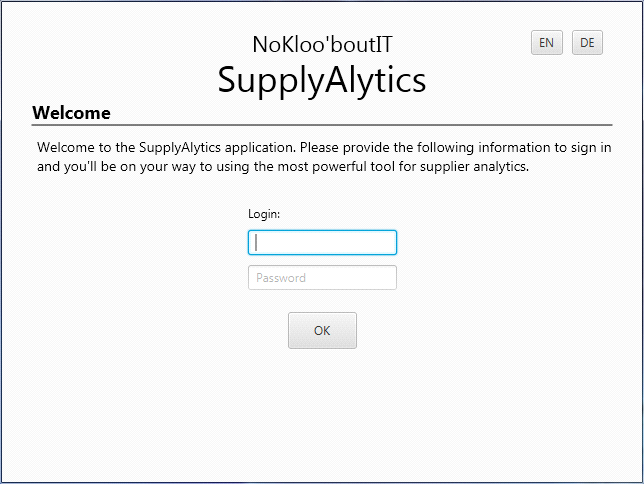 NoKloo'boutIT
EN DE
SupplyAlytics
Welcome
Welcome to the SupplyAlytics application. Please provide the following information to sign in
and you'll be on your way to using the most powerful tool for supplier analytics.
Login:
Password
OK